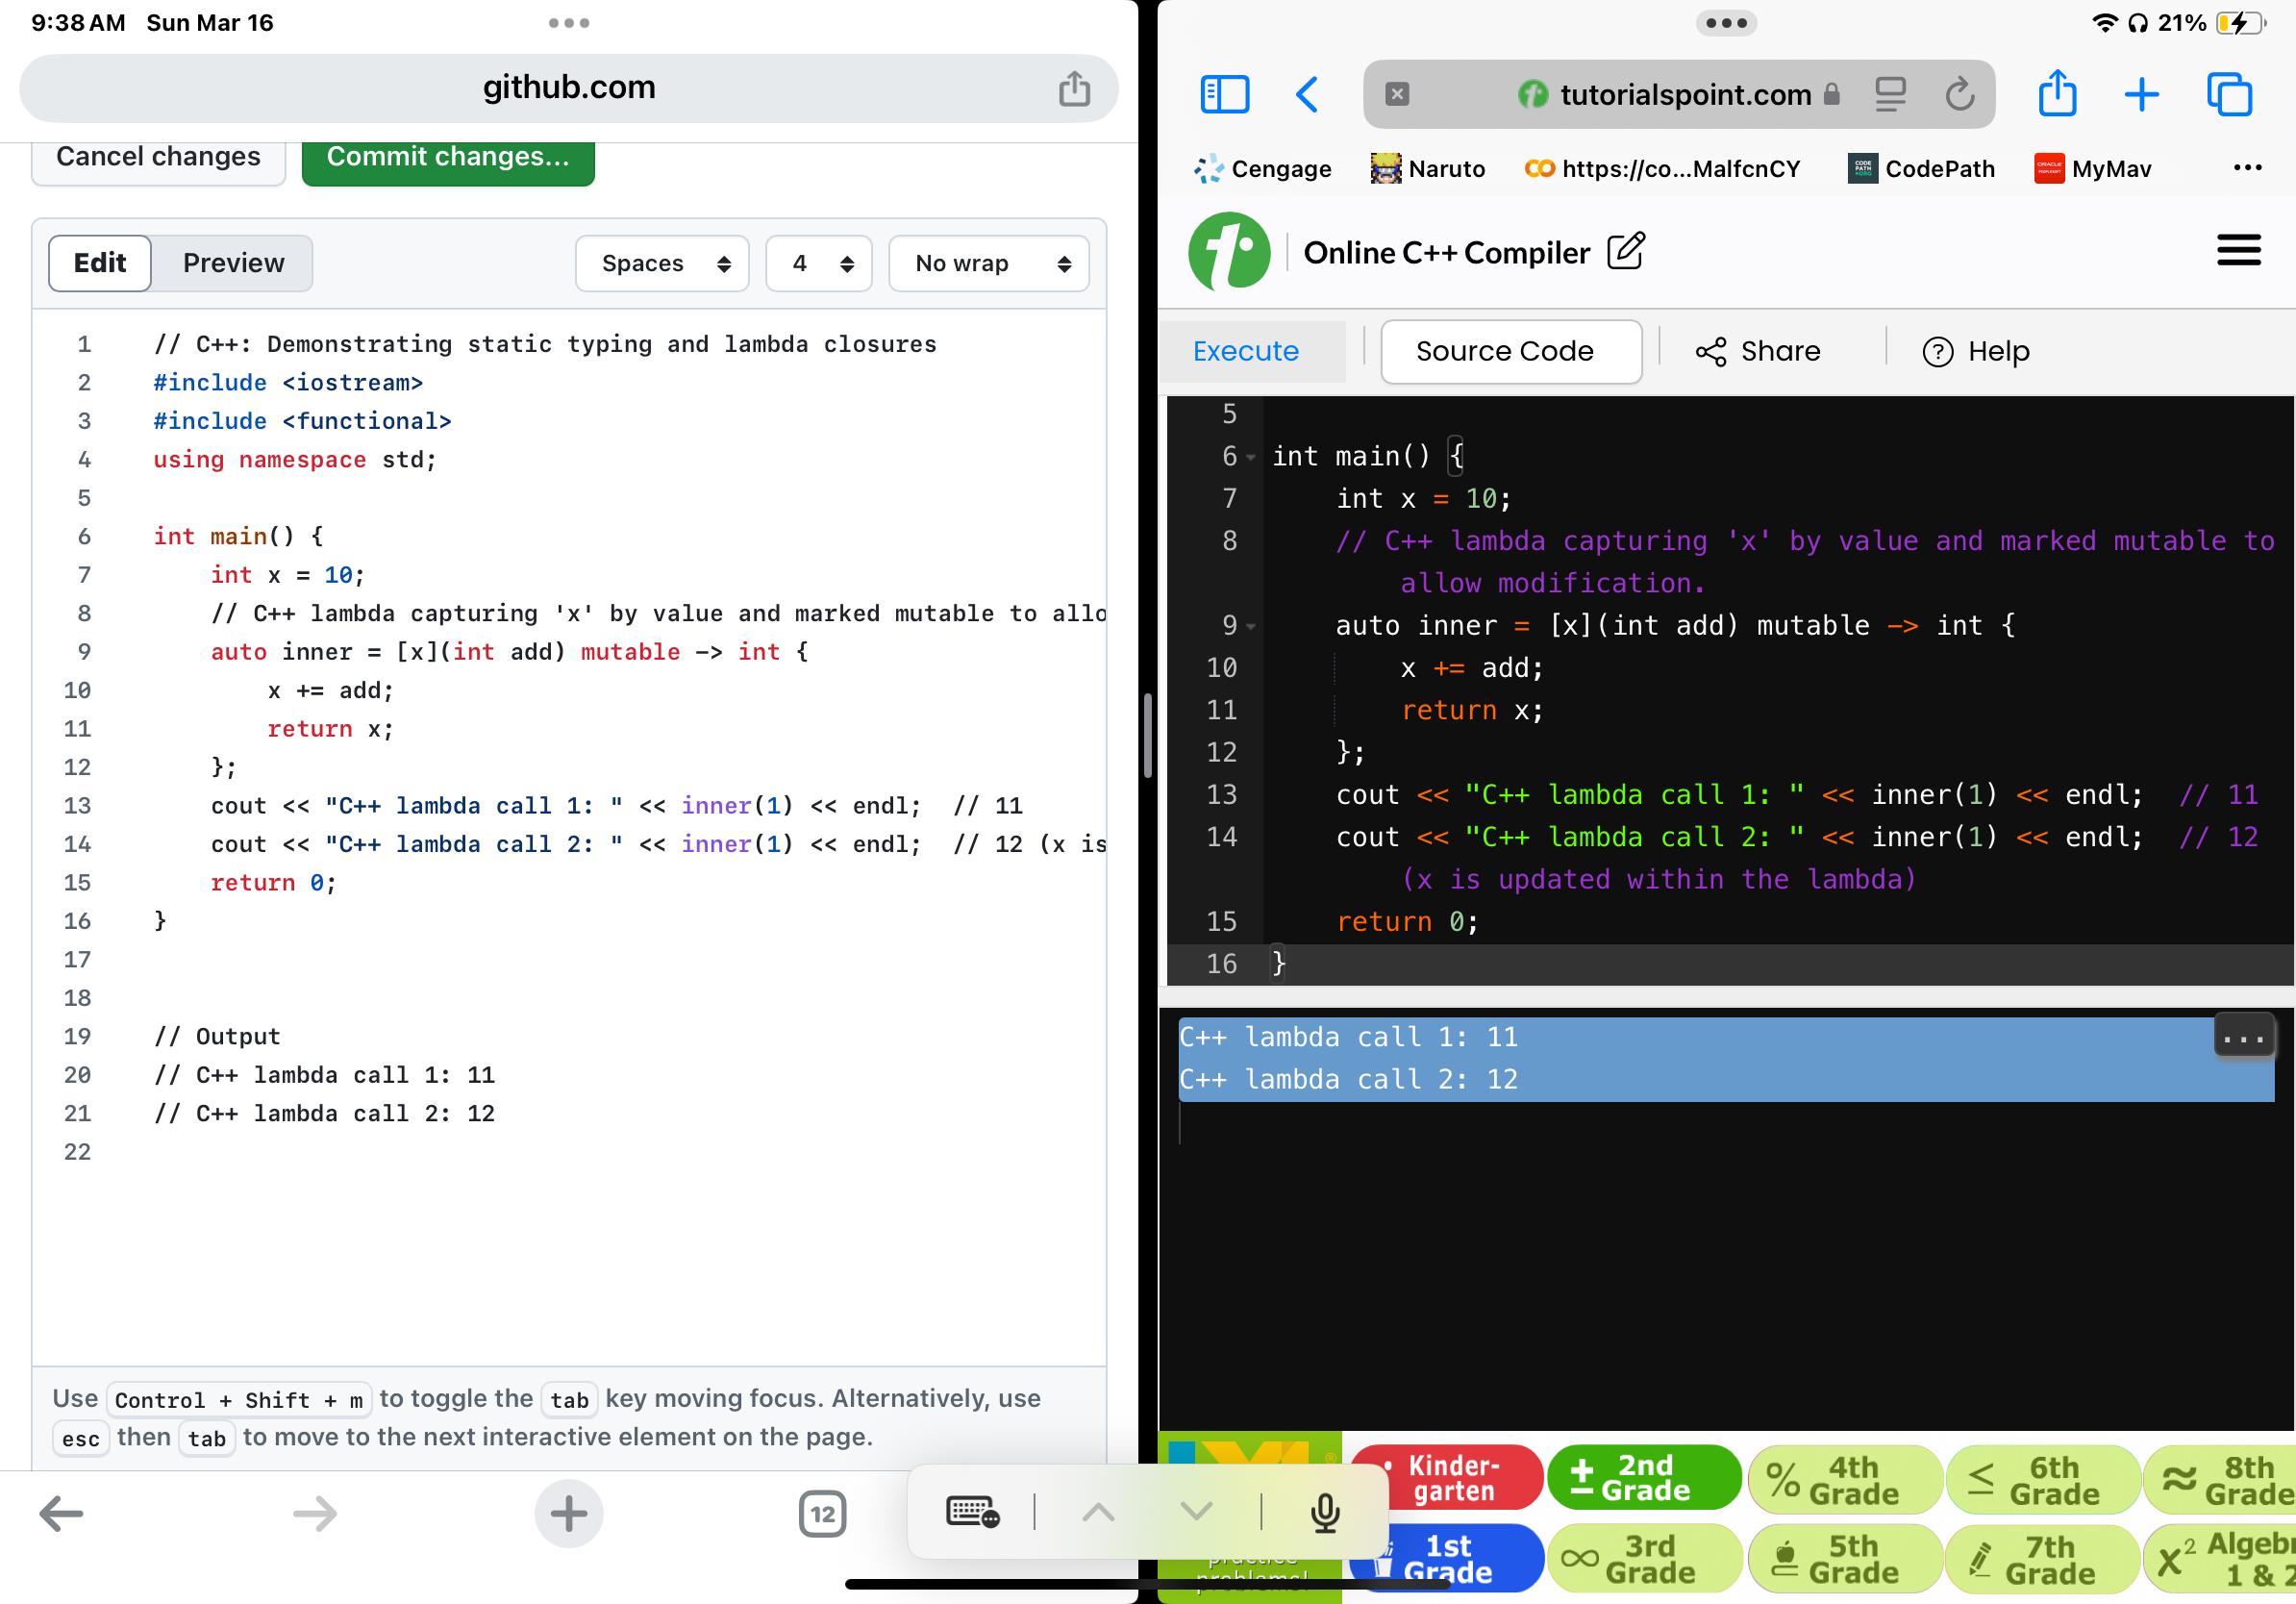 9:38 AM Sun Mar 16
github.com
Cancel changes
Commit changes...
Edit
Preview
Spaces
4
No wrap
1 // C++: Demonstrating static typing and lambda closures
2 #include <iostream>
3 #include <functional>
4 using namespace std;
5
6 int main() {
7     int x = 10;
8     // C++ lambda capturing 'x' by value and marked mutable to allo
9     auto inner = [x](int add) mutable -> int {
10         x += add;
11         return x;
12     };
13     cout << "C++ lambda call 1: " << inner(1) << endl;  // 11
14     cout << "C++ lambda call 2: " << inner(1) << endl;  // 12 (x is
15     return 0;
16 }
17
18
19 // Output
20 // C++ lambda call 1: 11
21 // C++ lambda call 2: 12
22
Use Control + Shift + m to toggle the tab key moving focus. Alternatively, use
esc then tab to move to the next interactive element on the page.
12
21%
tutorialspoint.com
Cengage
Naruto
https://co...MalfcnCY
CODE PATH *ORG
CodePath
ORACLE
MyMav
Online C++ Compiler
Execute
Source Code
Share
Help
5
6 int main() {
7     int x = 10;
8     // C++ lambda capturing 'x' by value and marked mutable to
allow modification.
9     auto inner = [x](int add) mutable -> int {
10         x += add;
11         return x;
12     };
13     cout << "C++ lambda call 1: " << inner(1) << endl;  // 11
14     cout << "C++ lambda call 2: " << inner(1) << endl;  // 12
(x is updated within the lambda)
15     return 0;
16 }
C++ lambda call 1: 11
C++ lambda call 2: 12
...
Kinder-
garten
± 2nd
Grade
% 4th
Grade
≤ 6th
Grade
≈ 8th
Grade
practice
problems!
1st
Grade
∞ 3rd
Grade
5th
Grade
7th
Grade
x² Algebr
1 & 2